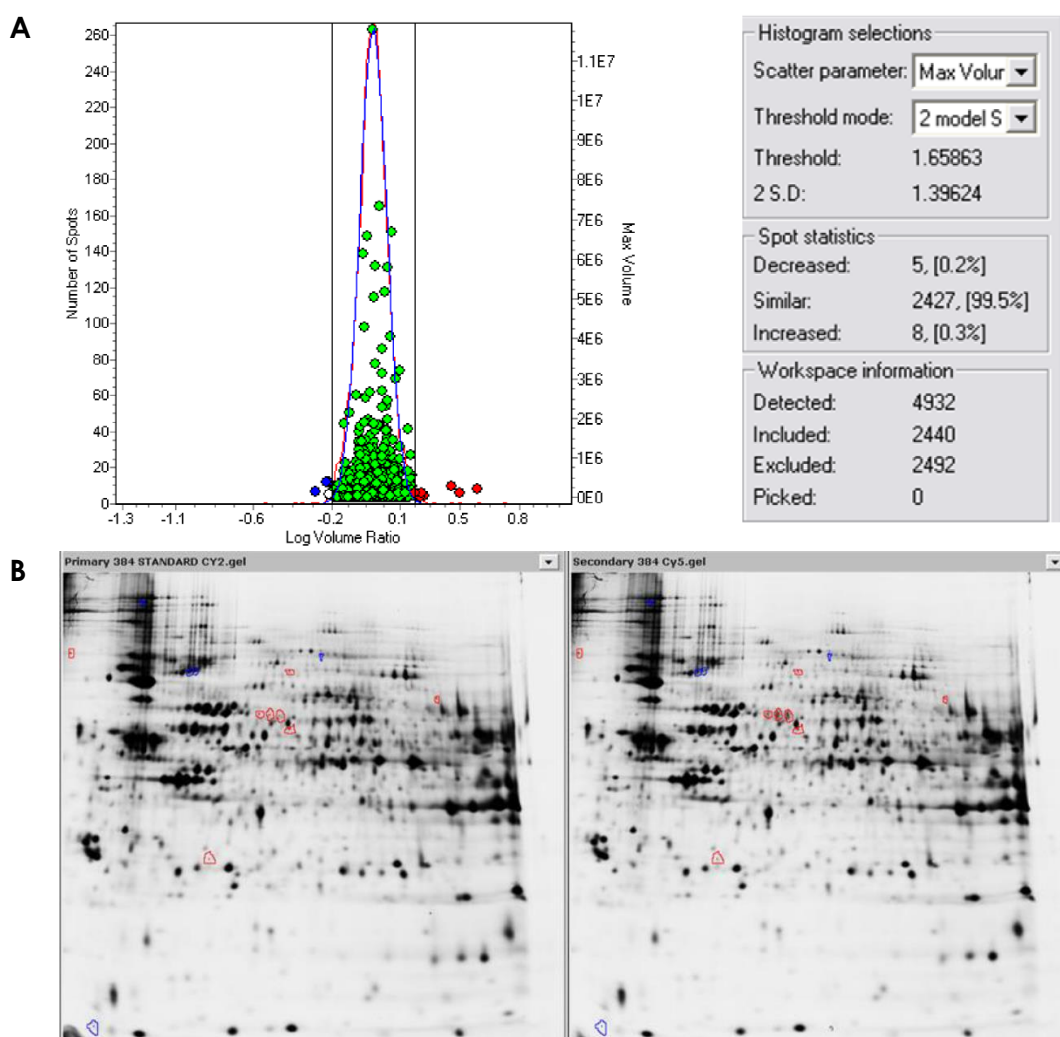 A
260
240
220
200
180
160
140
120
100
80
60
40
20
0
Number of Spots
-1.3 -1.1 -0.6 -0.2 0.1 0.5 0.8
Log Volume Ratio
1.1E7
1E7
9E6
8E6
7E6
6E6
5E6
4E6
3E6
2E6
1E6
0E0
Max Volume
Histogram selections
Scatter parameter: Max Volur
Threshold mode: 2 model S
Threshold: 1.65863
2 S.D: 1.39624
Spot statistics
Decreased: 5, [0.2%]
Similar: 2427, [99.5%]
Increased: 8, [0.3%]
Workspace information
Detected: 4932
Included: 2440
Excluded: 2492
Picked: 0
B
Primary 384 STANDARD CY2.gel
Secondary 384 Cy5.gel